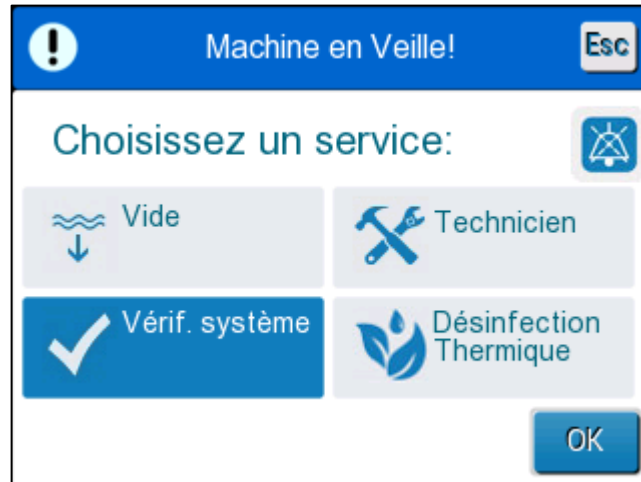 Machine en Veille!
Esc
Choisissez un service:
Vide
Technicien
Vérif. système
Désinfection
Thermique
OK